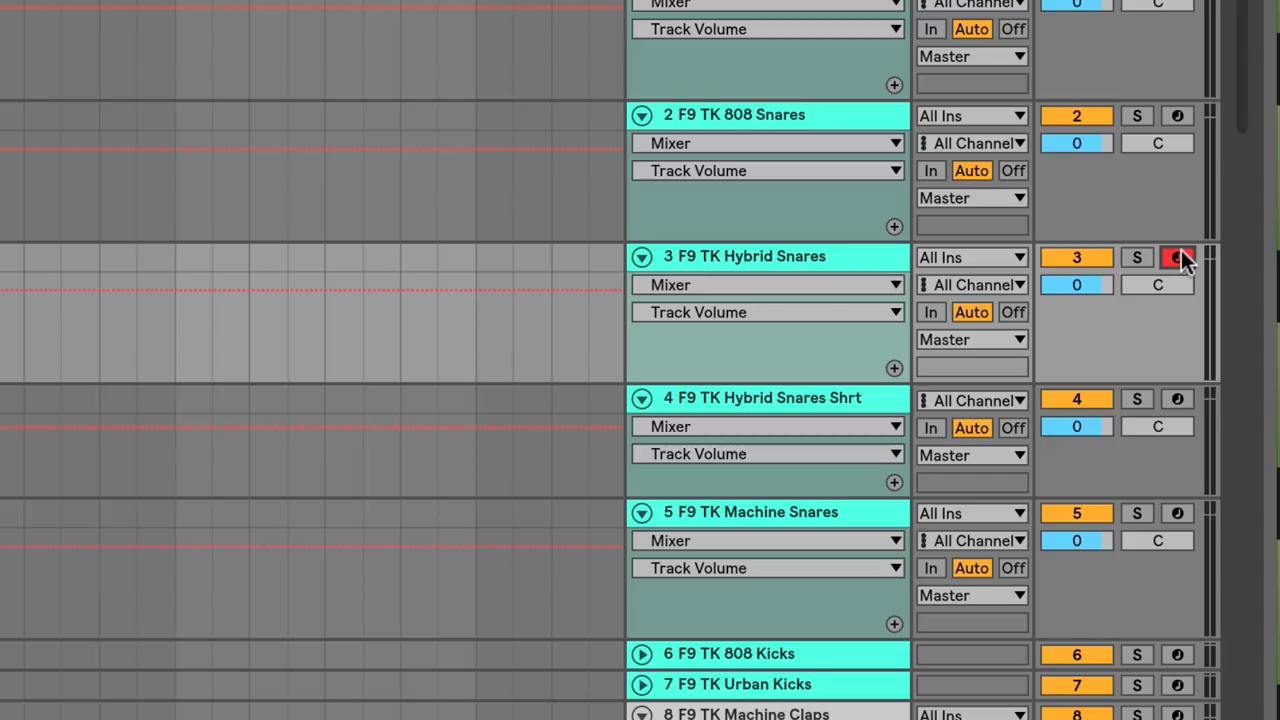 Mixer All Channel 0 C
Track Volume In Auto Off
Master
2 F9 TK 808 Snares All Ins 2 S
Mixer All Channel 0 C
Track Volume In Auto Off
Master
3 F9 TK Hybrid Snares All Ins 3 S
Mixer All Channel 0 C
Track Volume In Auto Off
Master
4 F9 TK Hybrid Snares Shrt All Channel 4 S
Mixer In Auto Off 0 C
Track Volume Master
5 F9 TK Machine Snares All Ins 5 S
Mixer All Channel 0 C
Track Volume In Auto Off
Master
6 F9 TK 808 Kicks 6 S
7 F9 TK Urban Kicks 7 S
8 F9 TK Machine Claps All Ins 8 S